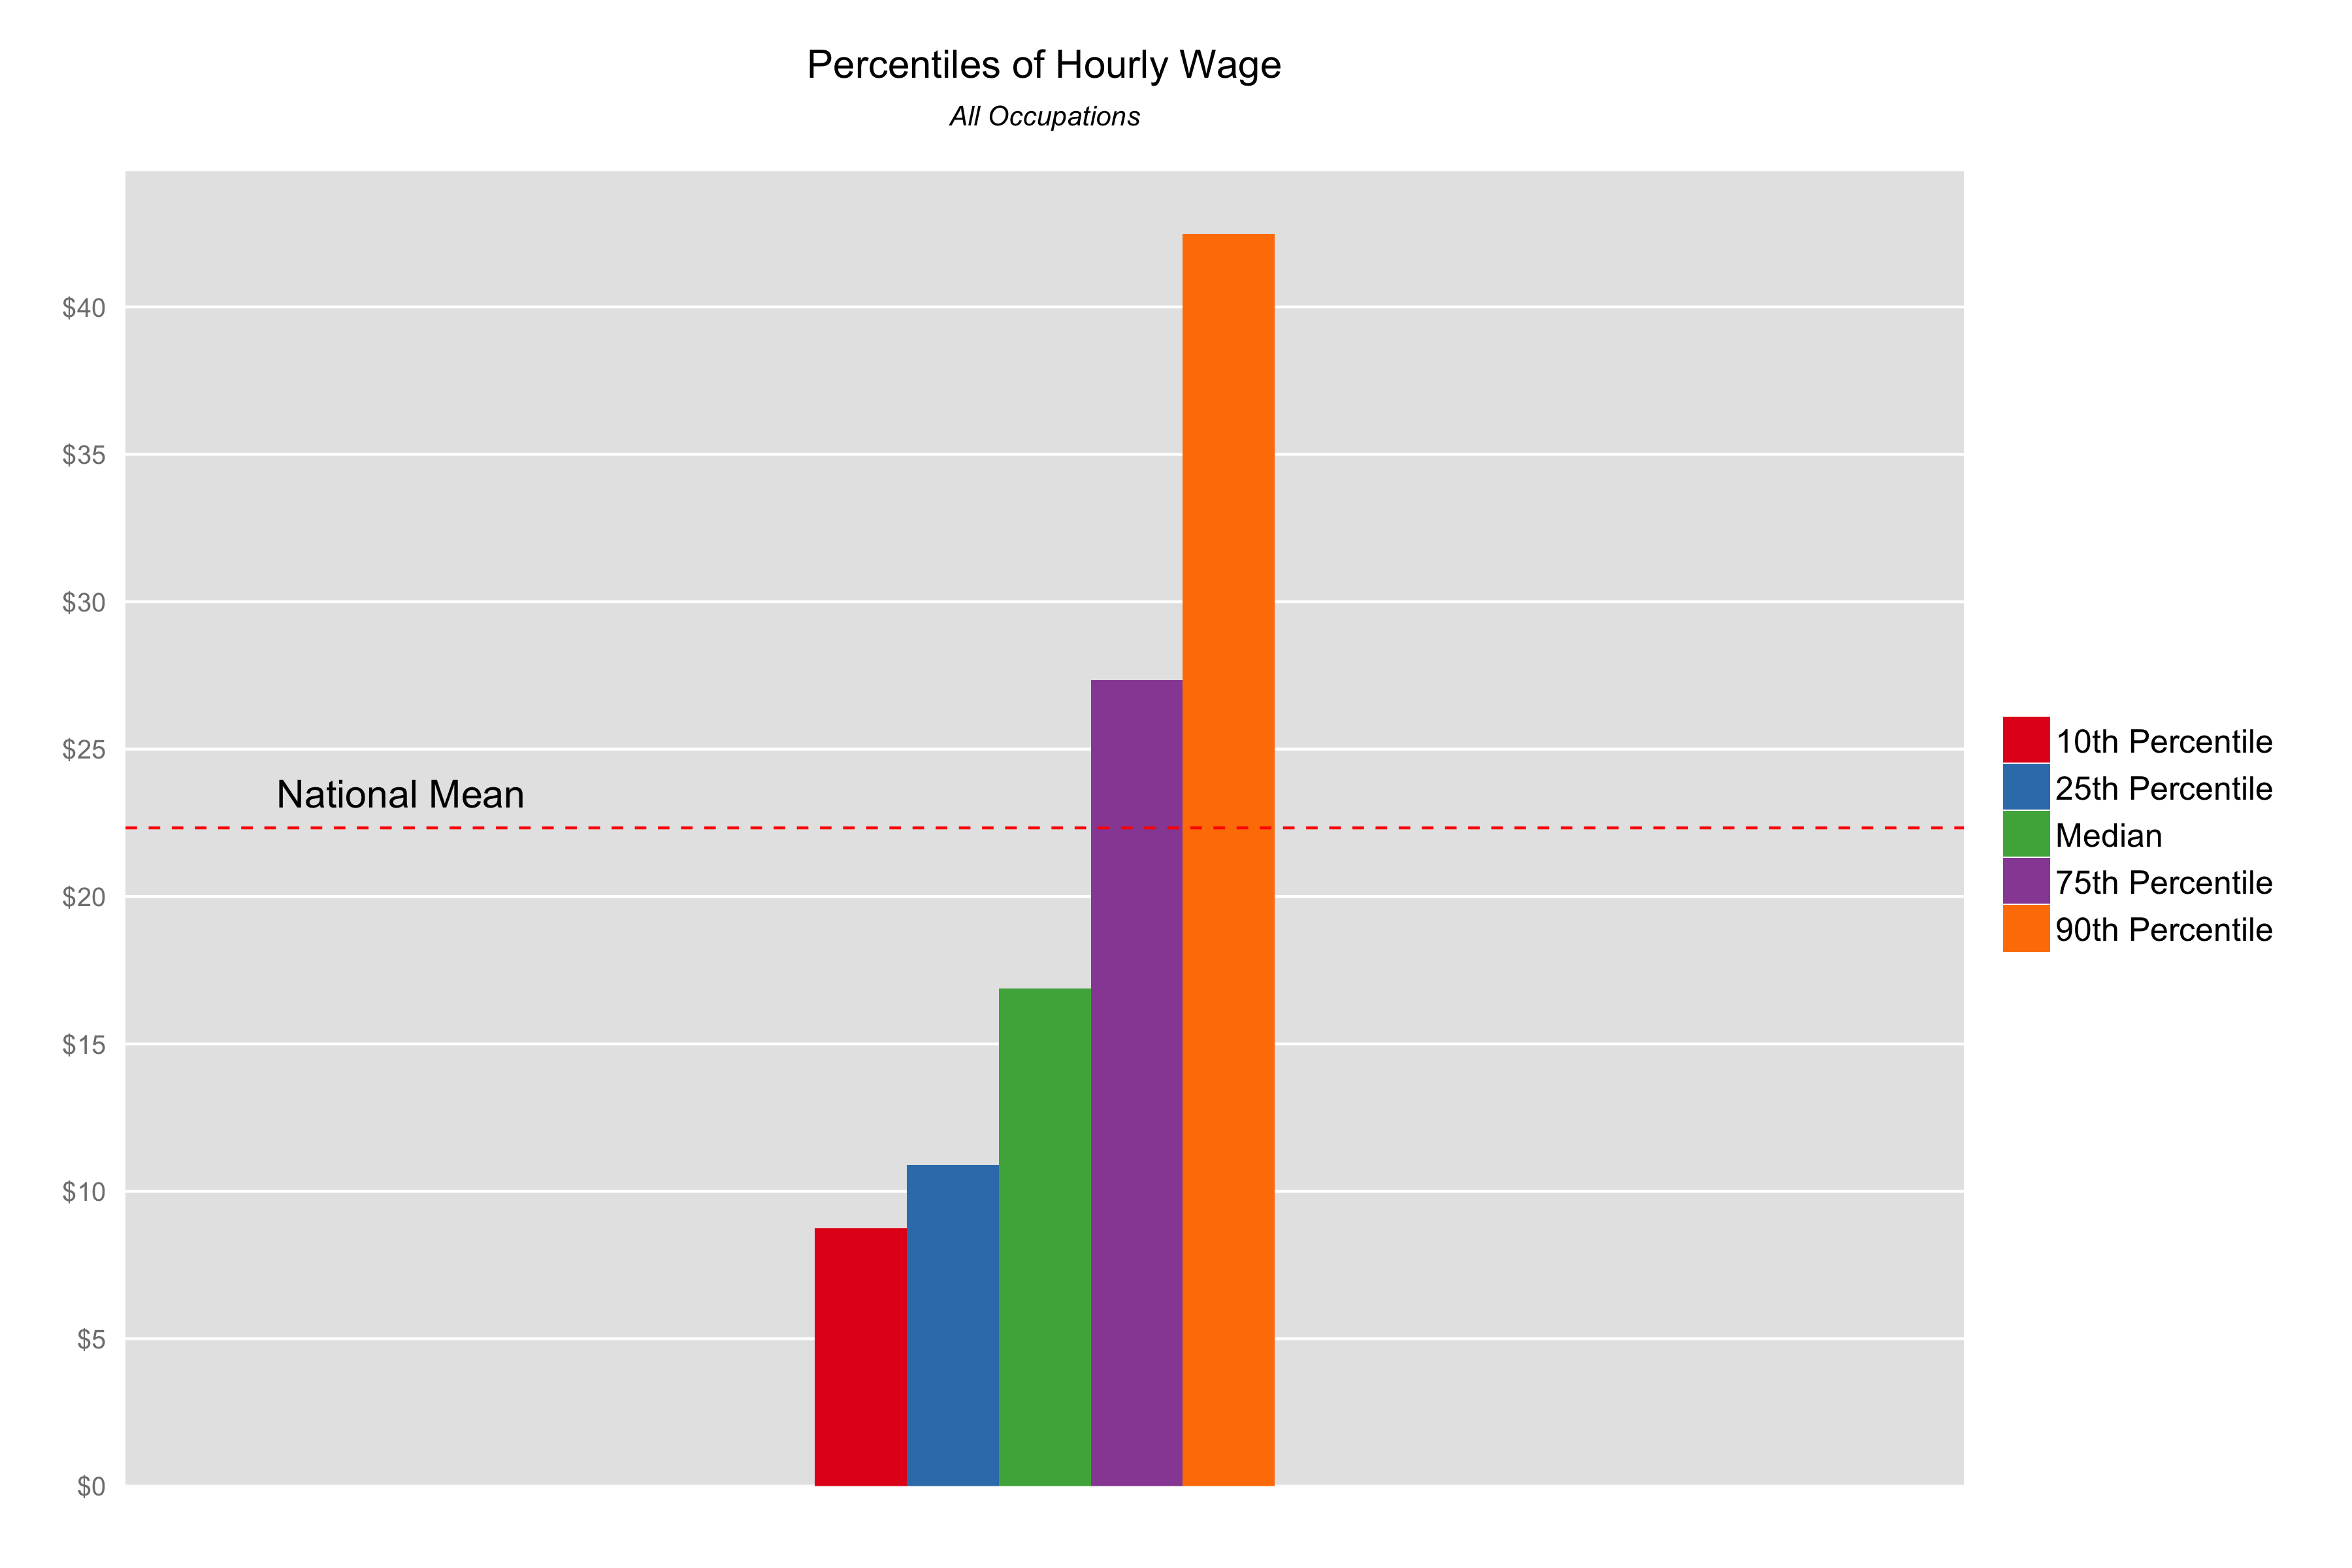 Percentiles of Hourly Wage
All Occupations
$40
$35
$30
$25
$20
$15
$10
$5
$0
National Mean
10th Percentile
25th Percentile
Median
75th Percentile
90th Percentile